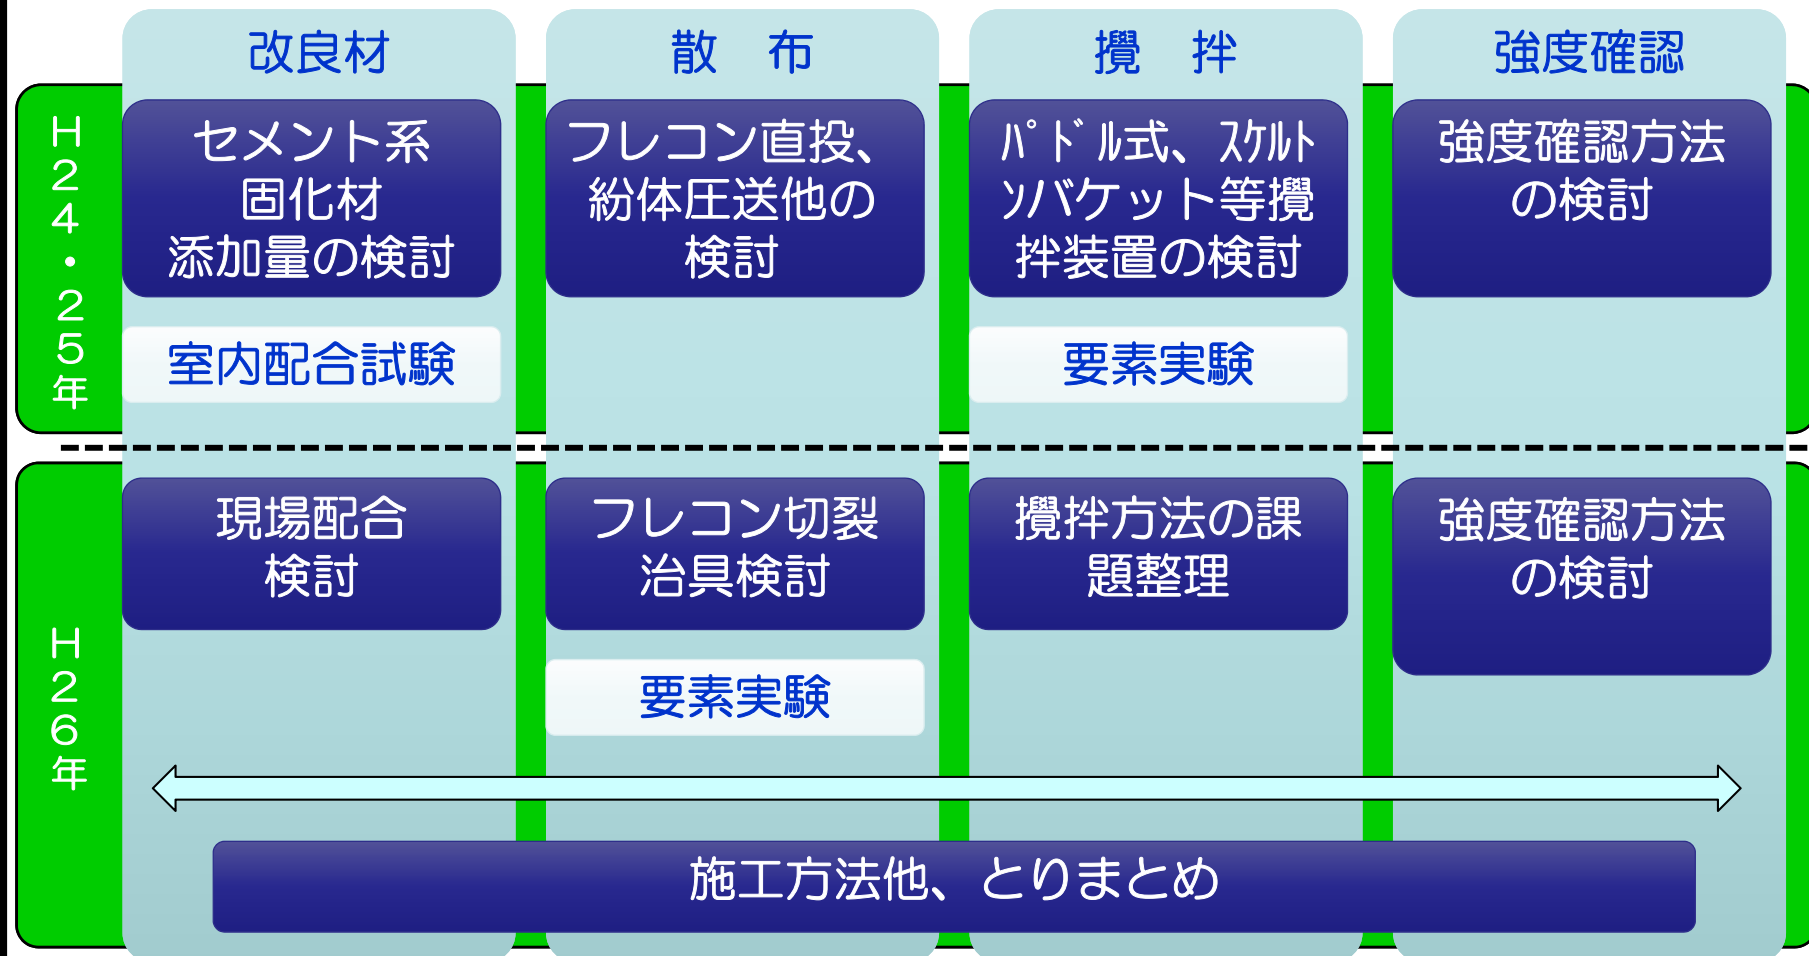 改良材
散　布
攪　拌
強度確認
H24・25年
セメント系
固化材
添加量の検討
フレコン直投、
紛体圧送他の
検討
ﾊﾟﾄﾞﾙ式、ｽｹﾙﾄ
ｿﾝバケット等攪
拌装置の検討
強度確認方法
の検討
室内配合試験
要素実験
H26年
現場配合
検討
フレコン切裂
治具検討
攪拌方法の課
題整理
強度確認方法
の検討
要素実験
施工方法他、とりまとめ